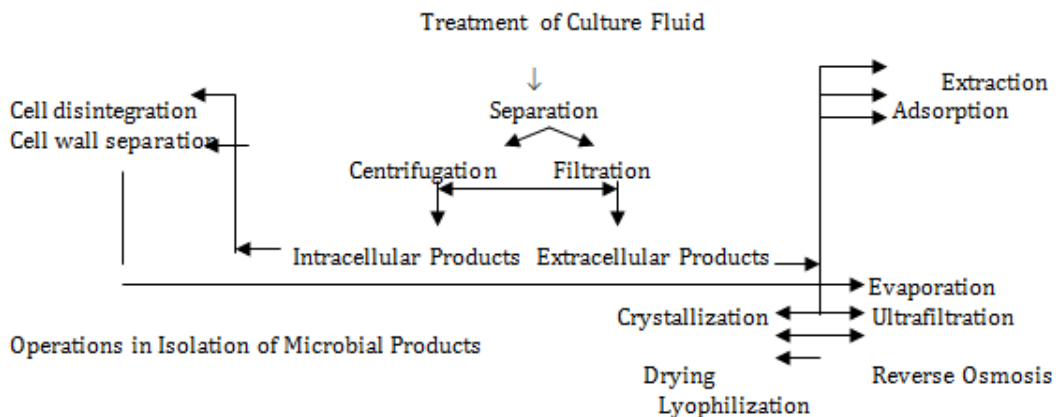 Treatment of Culture Fluid
Extraction
Cell disintegration
Separation
Adsorption
Cell wall separation
Centrifugation
Filtration
Intracellular Products
Extracellular Products
Evaporation
Crystallization
Ultrafiltration
Operations in Isolation of Microbial Products
Drying
Reverse Osmosis
Lyophilization